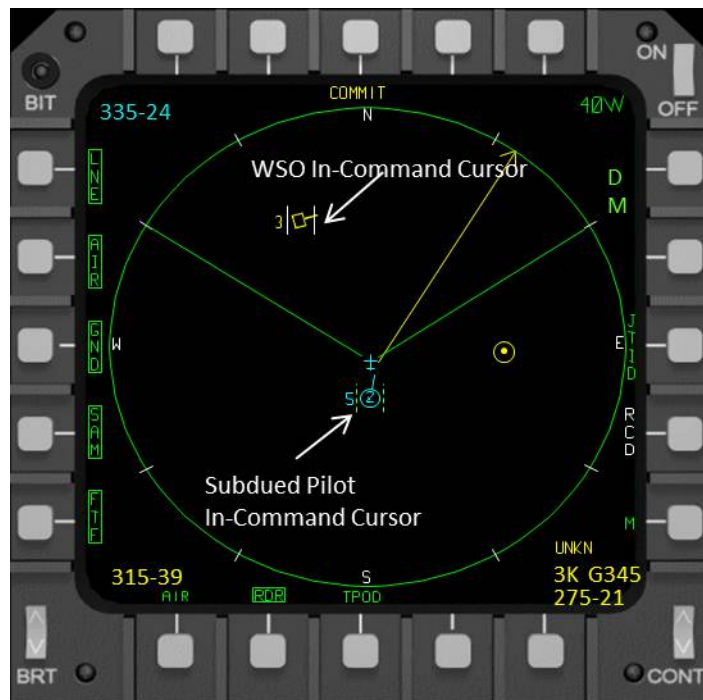 ON
COMMIT
BIT
335-24
N
40W
OFF
LNE
WSO In-Command Cursor
D
M
3
AIR
GND
W
E
JTID
S
2
SAM
RCD
Subdued Pilot
In-Command Cursor
FTF
M
UNKN
315-39
S
3K G345
AIR
RDR
TPOD
275-21
BRT
CONT